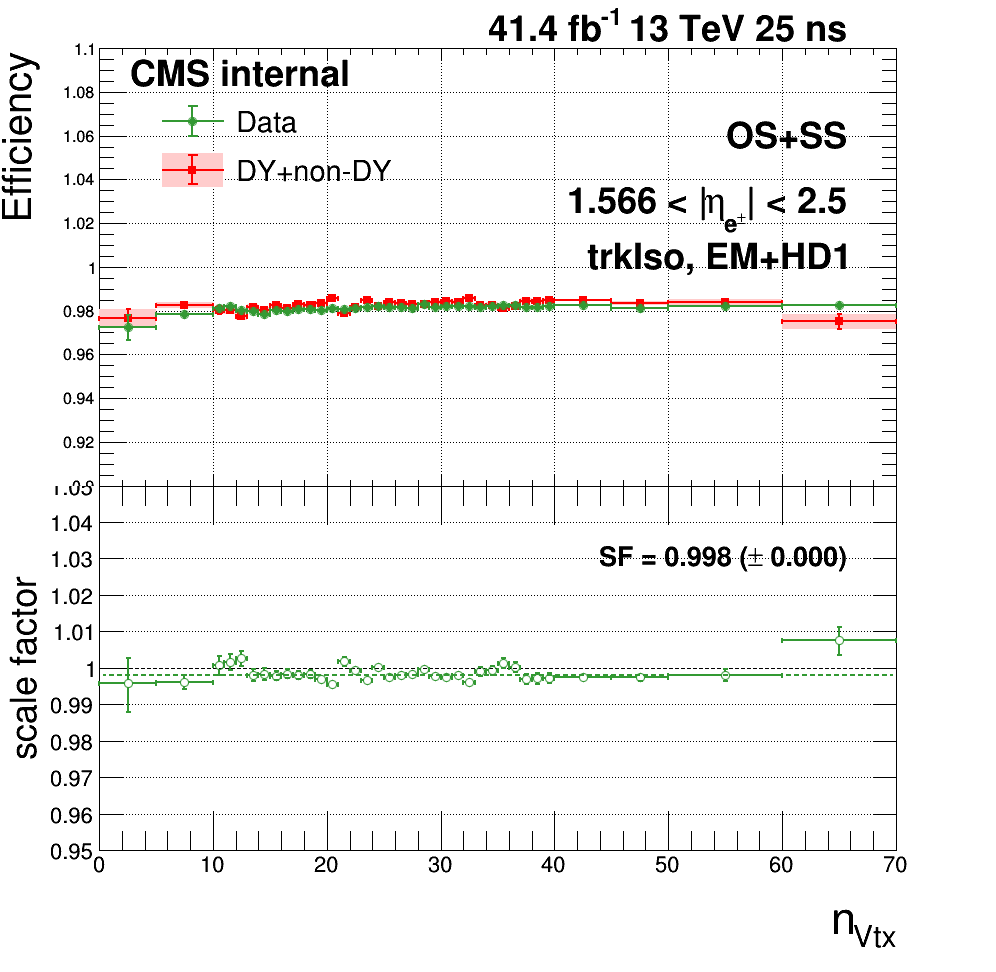 41.4 fb⁻¹ 13 TeV 25 ns
Efficiency
1.1
1.08
1.06
1.04
1.02
1
0.98
0.96
0.94
0.92
CMS internal
Data
DY+non-DY
OS+SS
1.566 < |η_e±| < 2.5
trkIso, EM+HD1
scale factor
1.05
1.04
1.03
1.02
1.01
1
0.99
0.98
0.97
0.96
0.95
SF = 0.998 (± 0.000)
0 10 20 30 40 50 60 70
n_Vtx